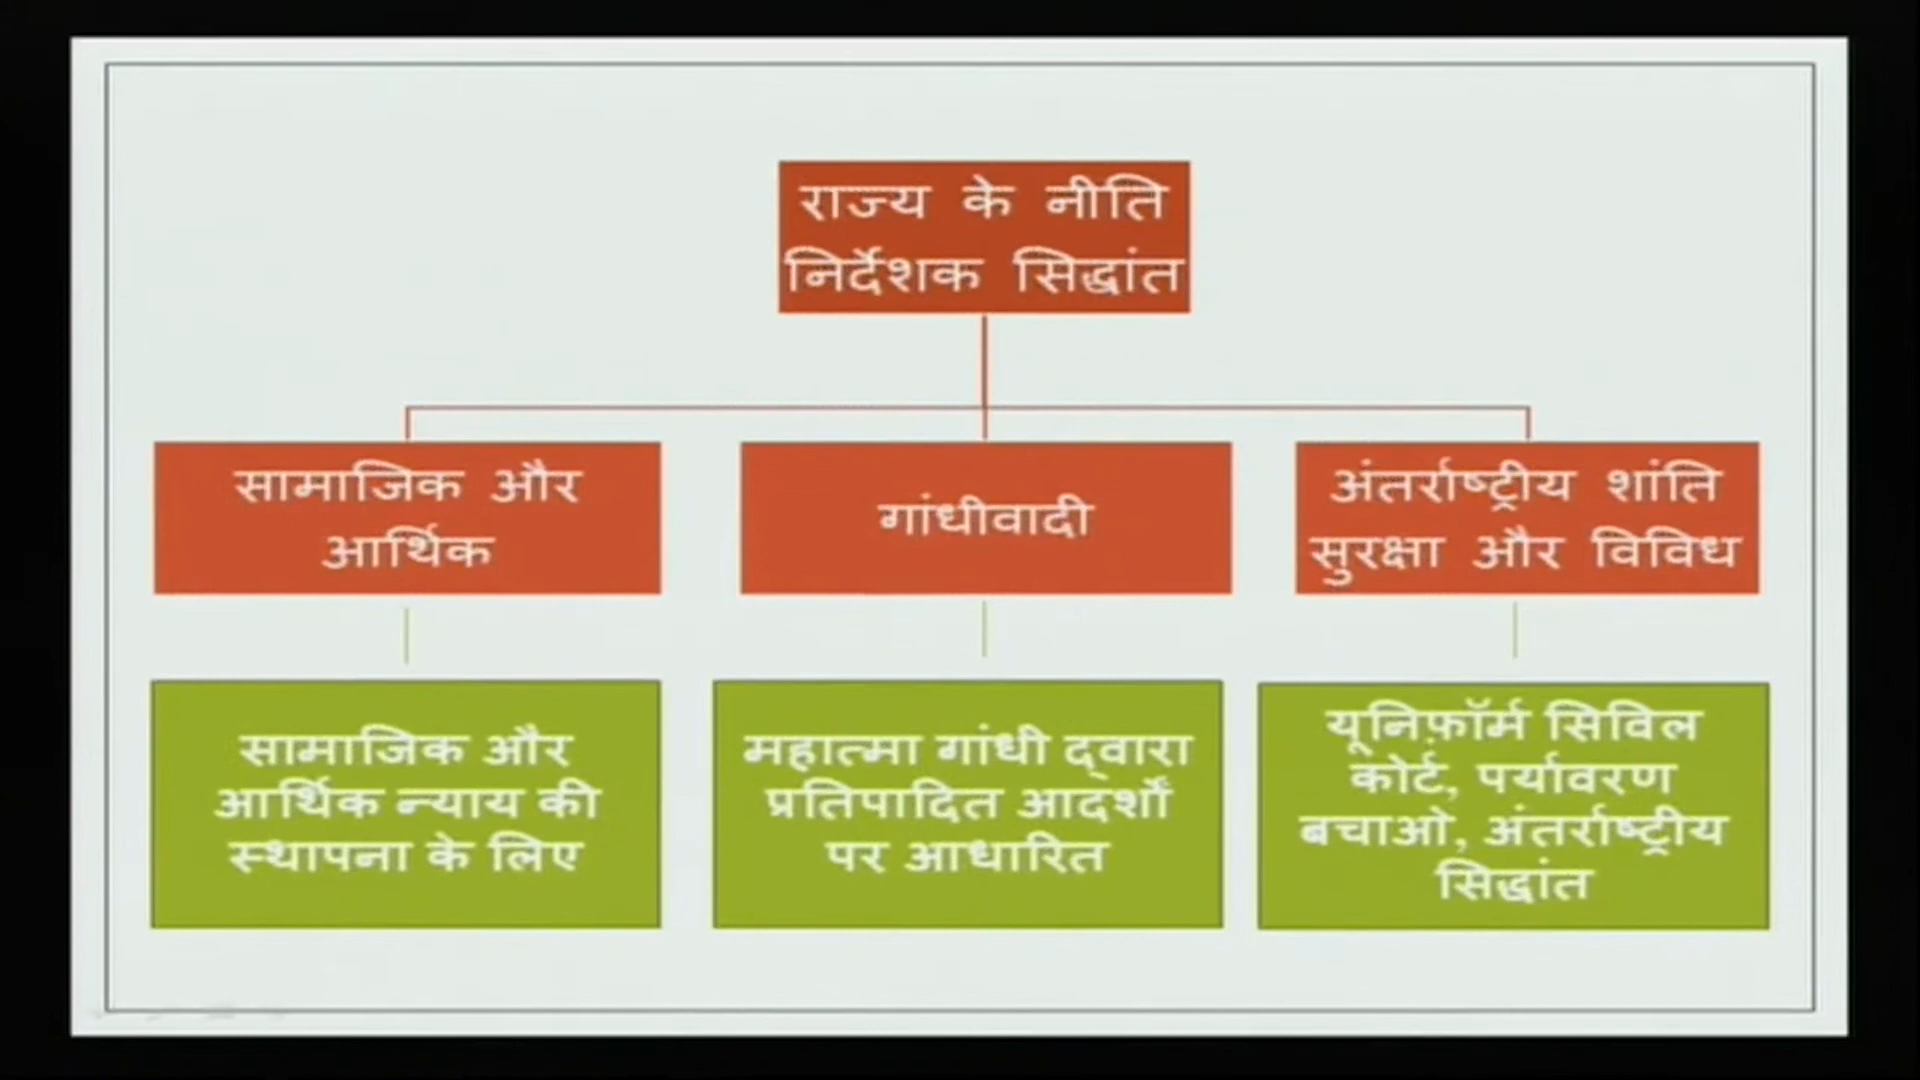 राज्य के नीति
निर्देशक सिद्धांत
सामाजिक और
आर्थिक
गांधीवादी
अंतर्राष्ट्रीय शांति
सुरक्षा और विविध
सामाजिक और
आर्थिक न्याय की
स्थापना के लिए
महात्मा गांधी द्वारा
प्रतिपादित आदर्शों
पर आधारित
यूनिफ़ॉर्म सिविल
कोर्ट, पर्यावरण
बचाओ, अंतर्राष्ट्रीय
सिद्धांत